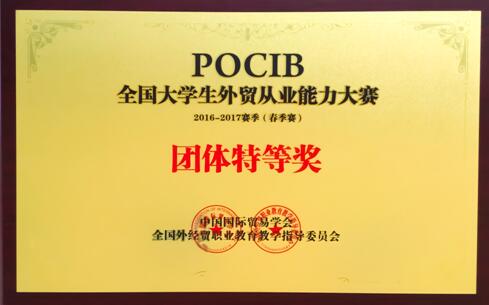 POCIB
全国大学生外贸从业能力大赛
2016-2017赛季（春季赛）
团体特等奖
中国国际贸易学会
全国外经贸职业教育教学指导委员会